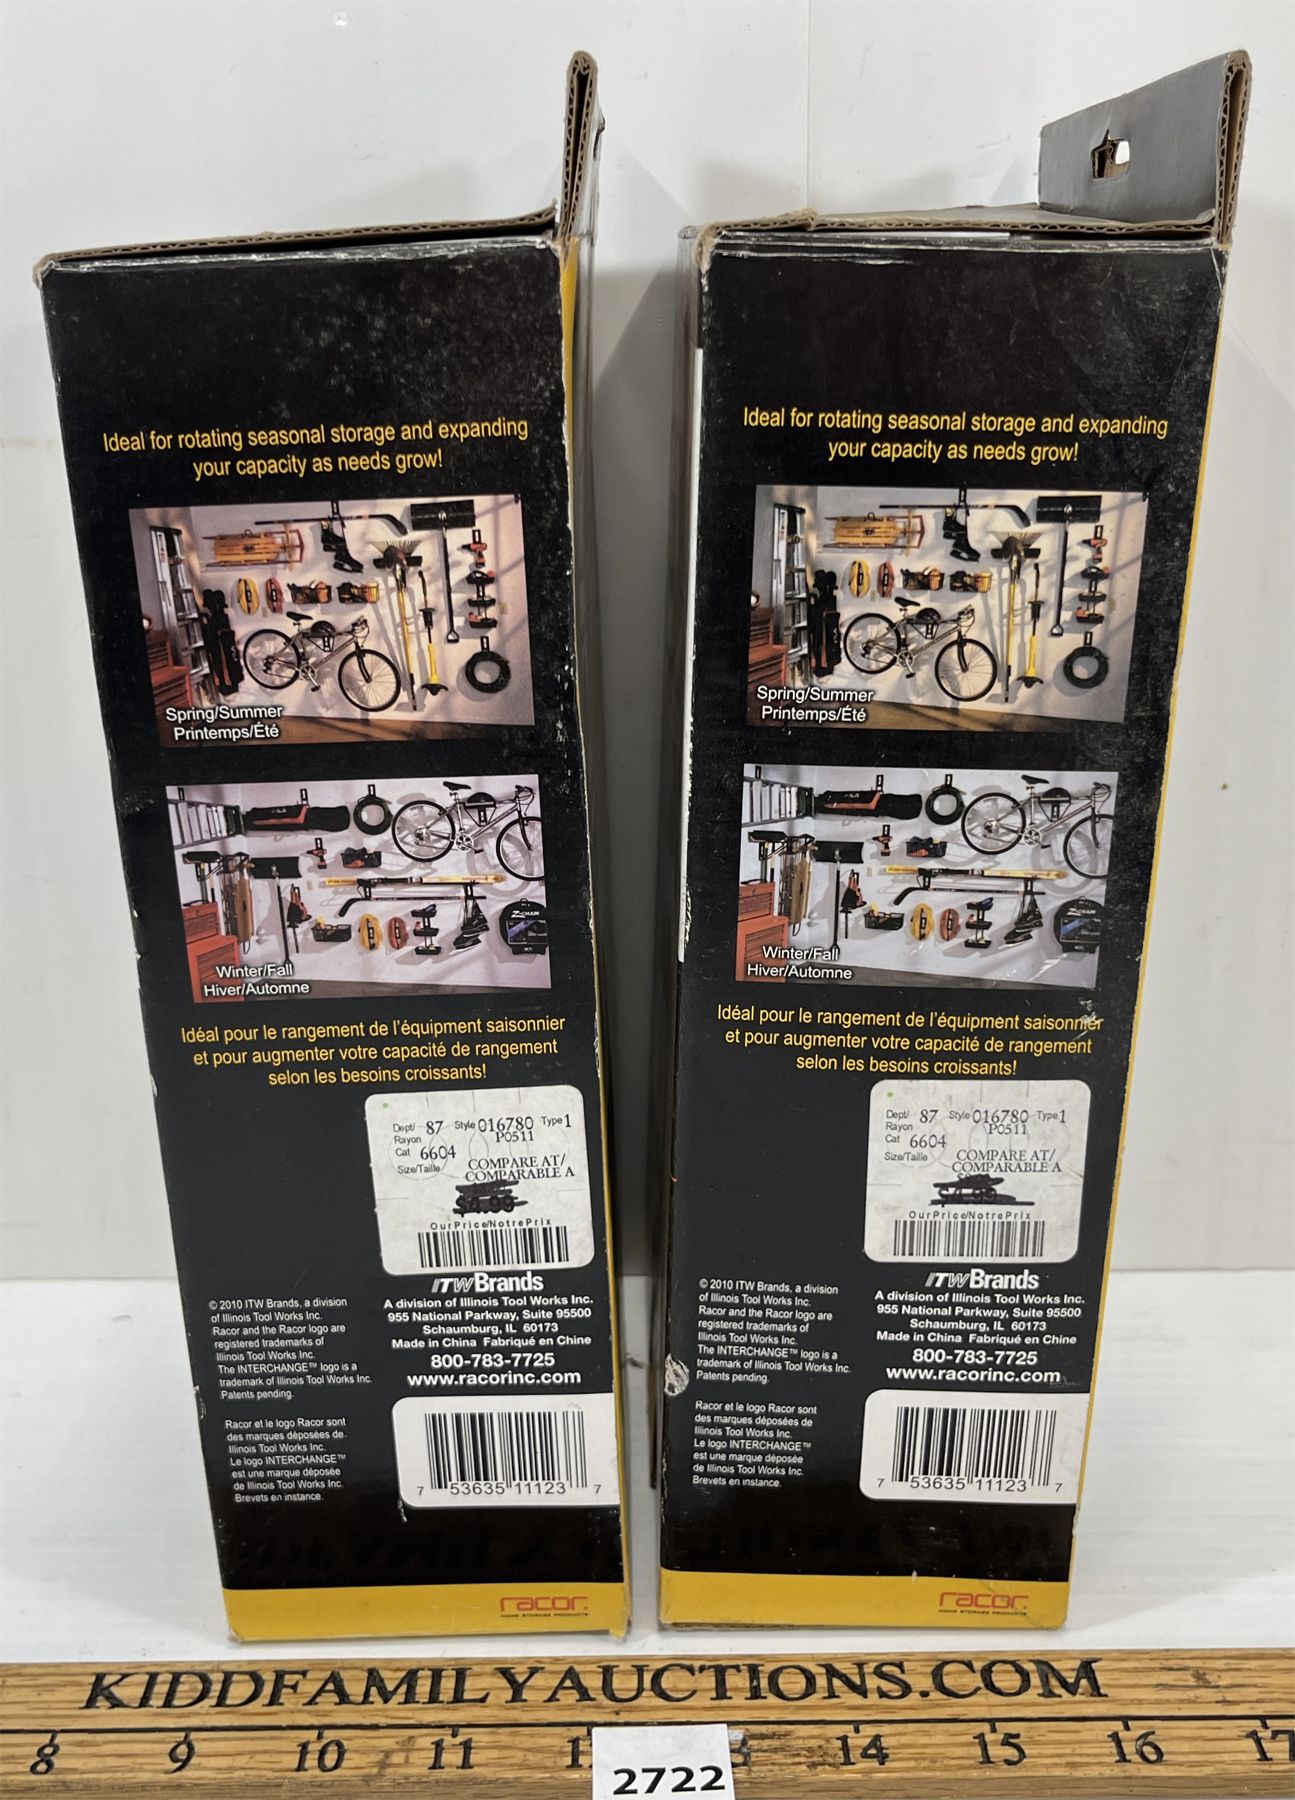 Ideal for rotating seasonal storage and expanding
your capacity as needs grow!
Spring/Summer
Printemps/Été
Z-CHAIN
Winter/Fall
Hiver/Automne
Idéal pour le rangement de l'équipement saisonnier
et pour augmenter votre capacité de rangement
selon les besoins croissants!
Dept/ 87 Style 016780 Type 1
Rayon P0511
Cat 6604
Size/Taille COMPARE AT/
COMPARABLE A
$4.99
OurPrice/NotrePrix
ITW Brands
A division of Illinois Tool Works Inc.
955 National Parkway, Suite 95500
Schaumburg, IL 60173
Made in China Fabriqué en Chine
800-783-7725
www.racorinc.com
© 2010 ITW Brands, a division
of Illinois Tool Works Inc.
Racor and the Racor logo are
registered trademarks of
Illinois Tool Works Inc.
The INTERCHANGE™ logo is a
trademark of Illinois Tool Works Inc.
Patents pending.
Racor et le logo Racor sont
des marques déposées de
Illinois Tool Works Inc.
Le logo INTERCHANGE™
est une marque déposée
de Illinois Tool Works Inc.
Brevets en instance.
7 53635 11123 7
racor.
HOME STORAGE PRODUCTS
Ideal for rotating seasonal storage and expanding
your capacity as needs grow!
Spring/Summer
Printemps/Été
Winter/Fall
Hiver/Automne
Idéal pour le rangement de l'équipement saisonnier
et pour augmenter votre capacité de rangement
selon les besoins croissants!
Dept/ 87 Style 016780 Type 1
Rayon P0511
Cat 6604
Size/Taille COMPARE AT/
COMPARABLE A
$4.99
OurPrice/NotrePrix
ITW Brands
A division of Illinois Tool Works Inc.
955 National Parkway, Suite 95500
Schaumburg, IL 60173
Made in China Fabriqué en Chine
800-783-7725
www.racorinc.com
© 2010 ITW Brands, a division
of Illinois Tool Works Inc.
Racor and the Racor logo are
registered trademarks of
Illinois Tool Works Inc.
The INTERCHANGE™ logo is a
trademark of Illinois Tool Works Inc.
Patents pending.
Racor et le logo Racor sont
des marques déposées de
Illinois Tool Works Inc.
Le logo INTERCHANGE™
est une marque déposée
de Illinois Tool Works Inc.
Brevets en instance.
7 53635 11123 7
racor.
HOME STORAGE PRODUCTS
KIDDFAMILYAUCTIONS.COM
8 9 10 11 14 15 16 17
2722